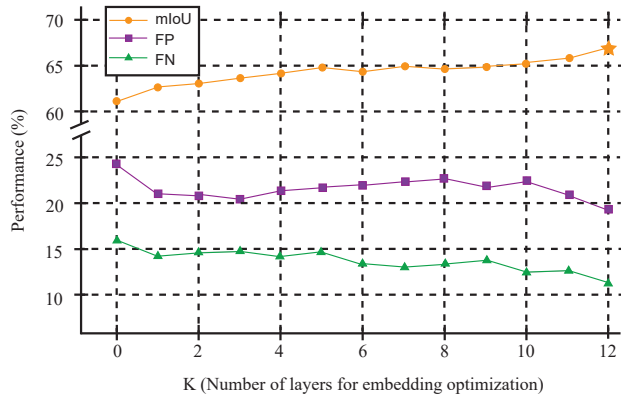 70
65
60
25
20
15
10
Performance (%)
mIoU
FP
FN
0 2 4 6 8 10 12
K (Number of layers for embedding optimization)